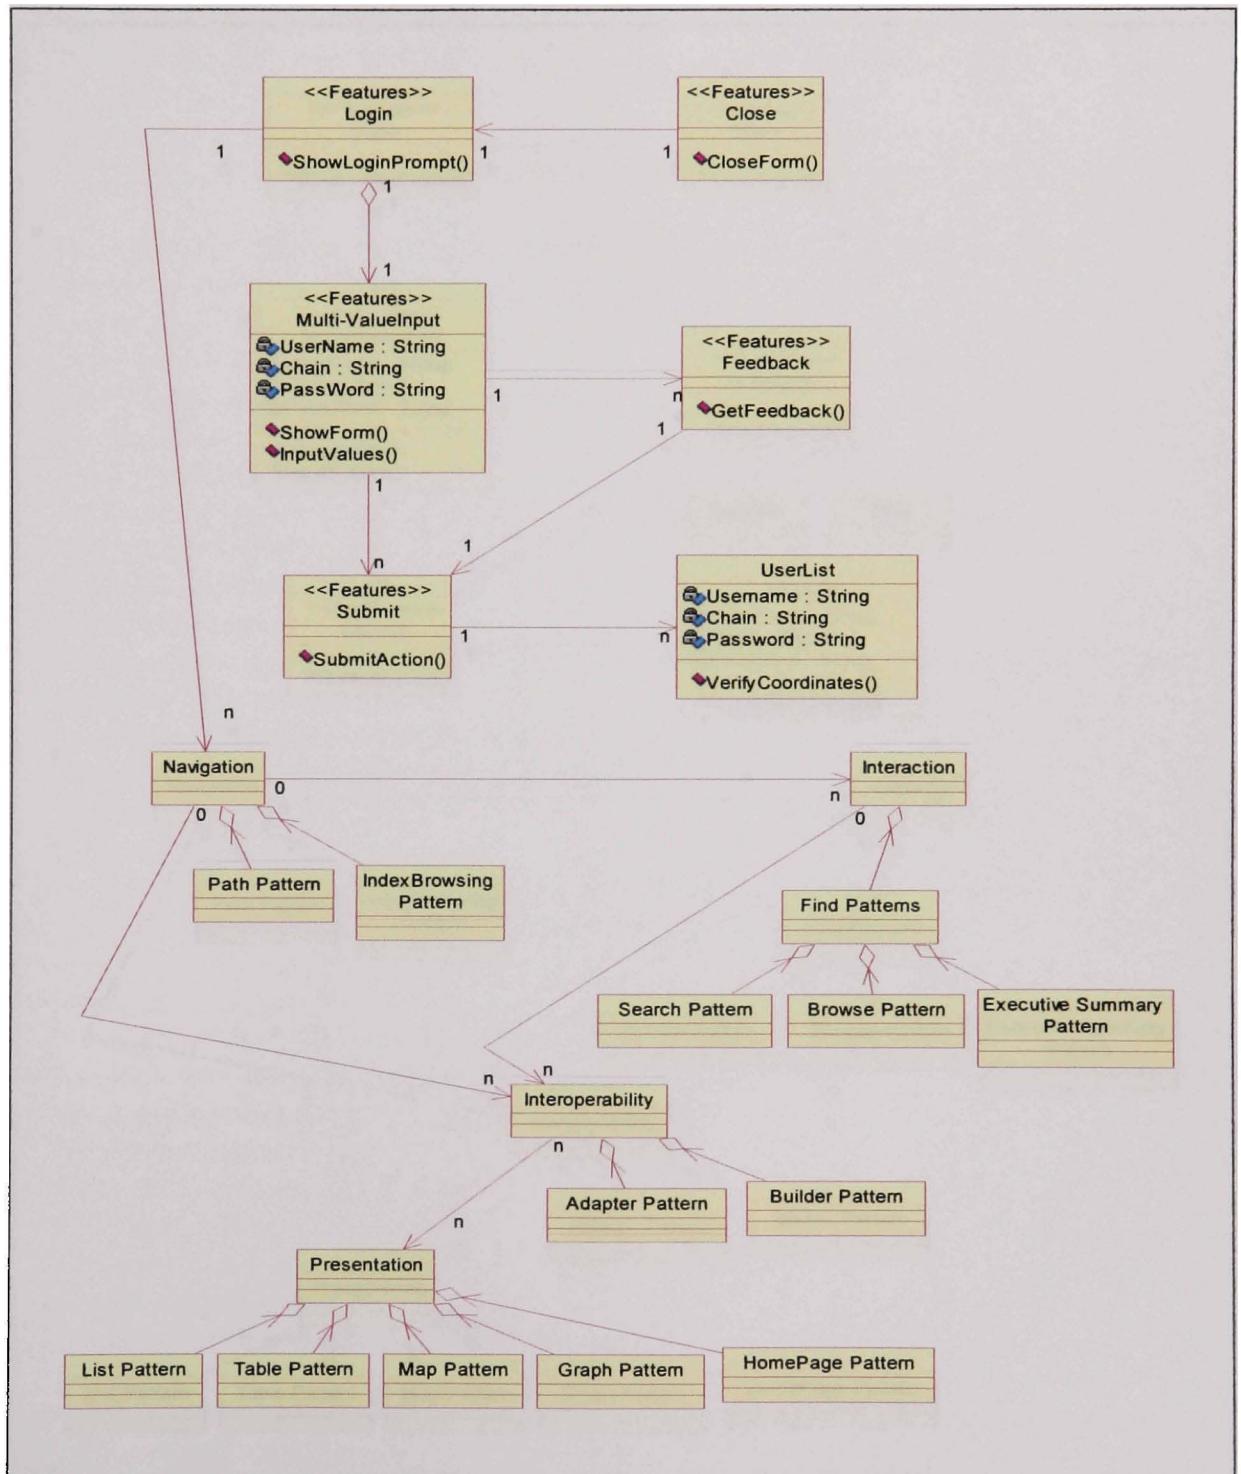 <<Features>>
Login
ShowLoginPrompt()
<<Features>>
Close
CloseForm()
1
1
1
1
1
<<Features>>
Multi-ValueInput
UserName : String
Chain : String
PassWord : String
ShowForm()
InputValues()
<<Features>>
Feedback
GetFeedback()
1
n
1
1
1
n
<<Features>>
Submit
SubmitAction()
1
n
UserList
Username : String
Chain : String
Password : String
VerifyCoordinates()
n
Navigation
0
n
Interaction
0
0
Path Pattern
IndexBrowsing
Pattern
Find Patterns
Search Pattern
Browse Pattern
Executive Summary
Pattern
n
n
Interoperability
n
Adapter Pattern
Builder Pattern
n
Presentation
List Pattern
Table Pattern
Map Pattern
Graph Pattern
HomePage Pattern